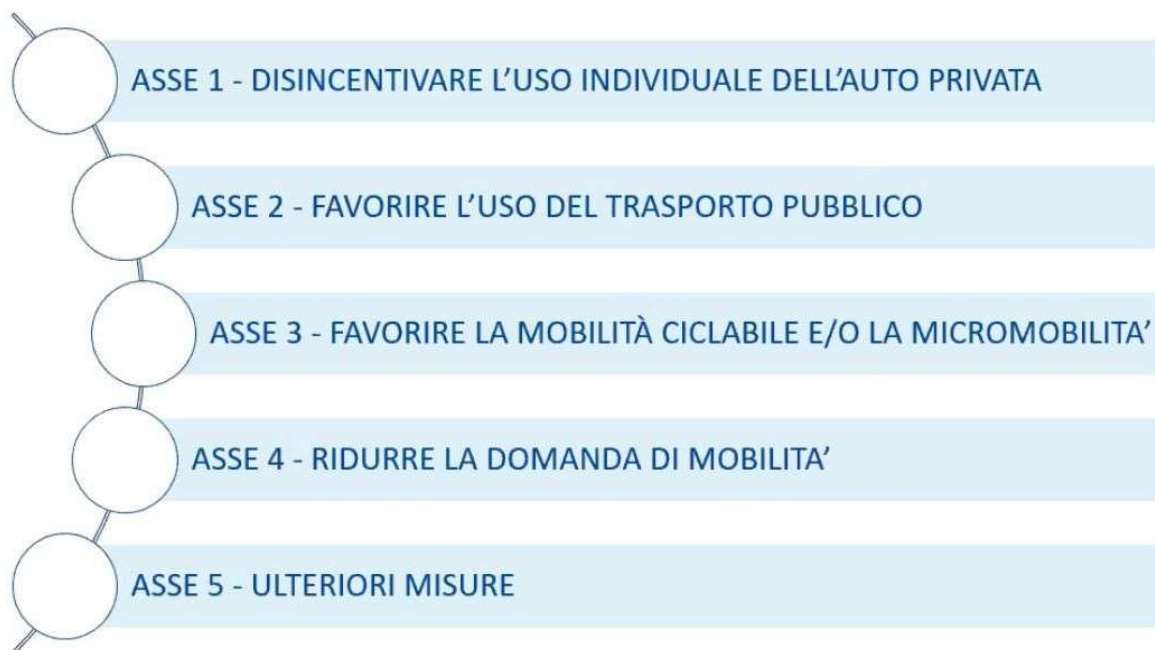 ASSE 1 - DISINCENTIVARE L’USO INDIVIDUALE DELL’AUTO PRIVATA
ASSE 2 - FAVORIRE L’USO DEL TRASPORTO PUBBLICO
ASSE 3 - FAVORIRE LA MOBILITÀ CICLABILE E/O LA MICROMOBILITA’
ASSE 4 - RIDURRE LA DOMANDA DI MOBILITA’
ASSE 5 - ULTERIORI MISURE